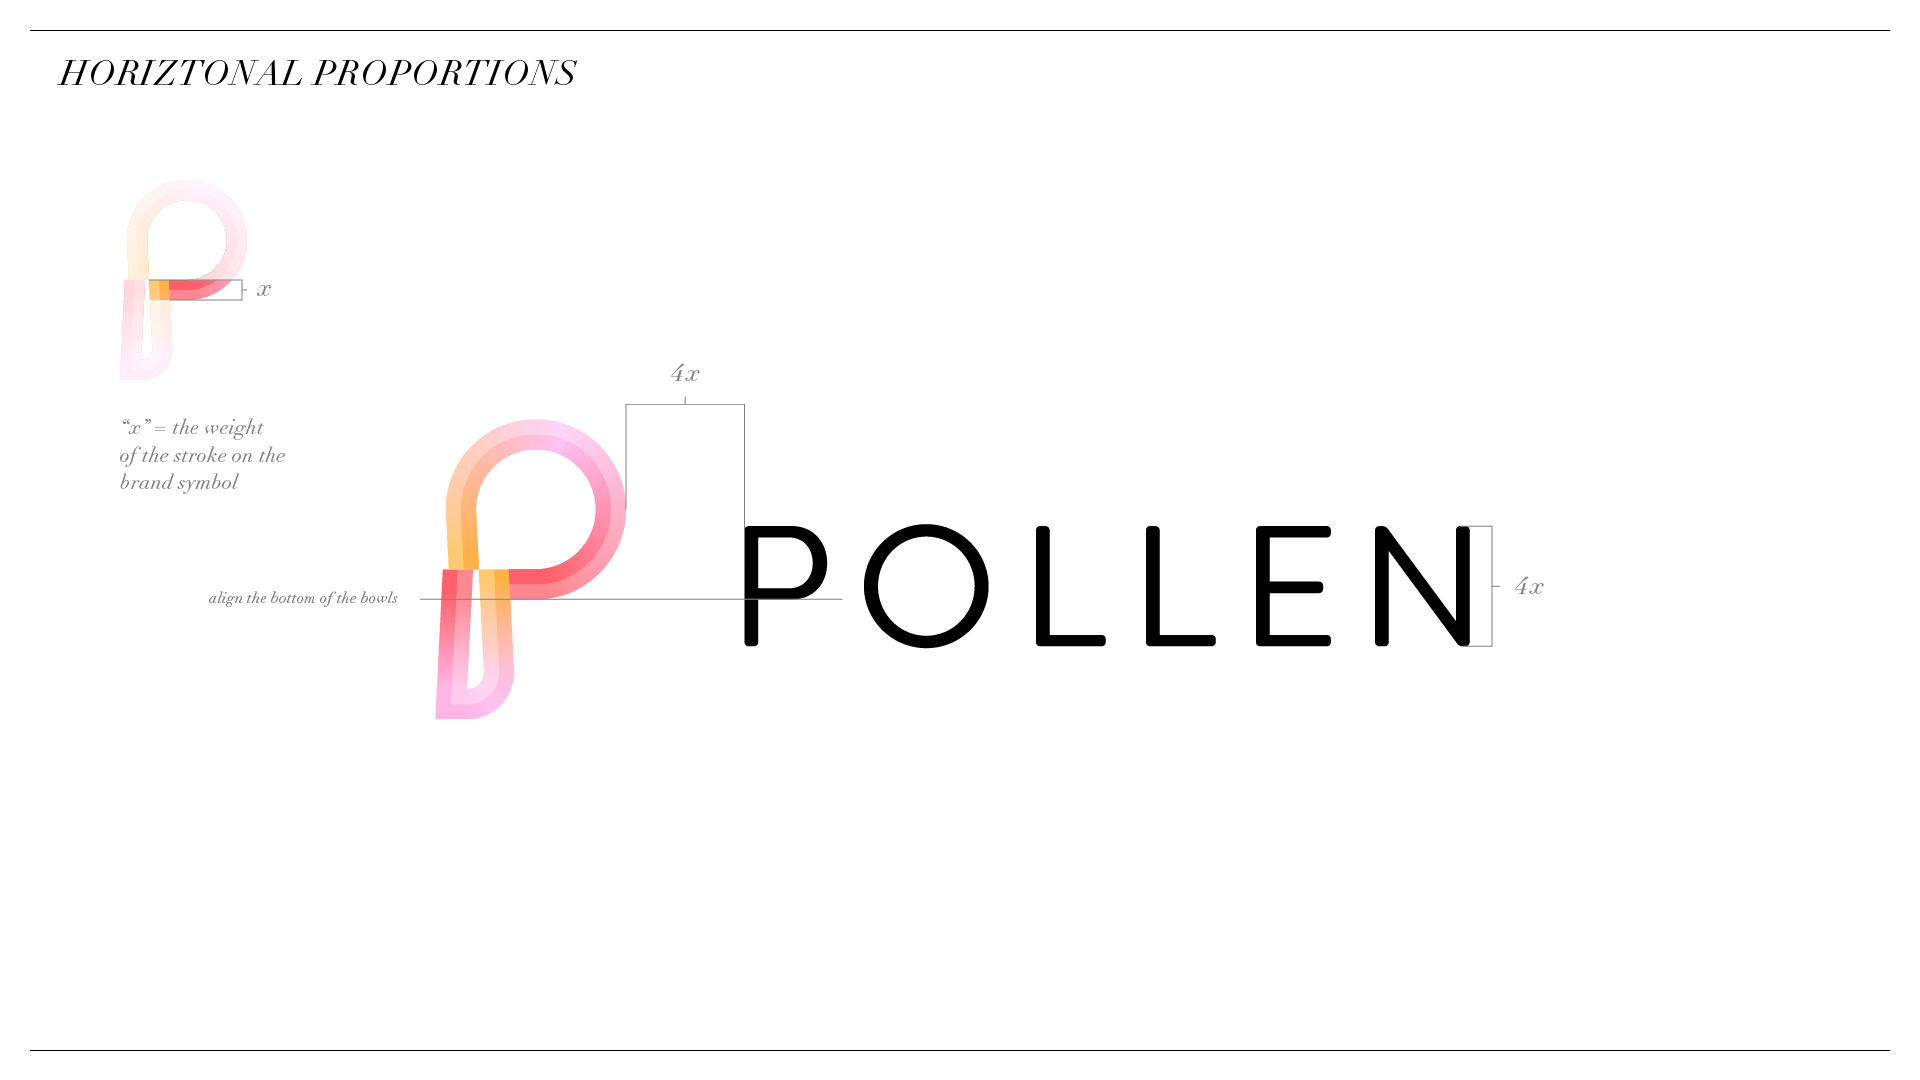 HORIZTONAL PROPORTIONS
x
“x” = the weight
of the stroke on the
brand symbol
4x
POLLEN
4x
align the bottom of the bowls